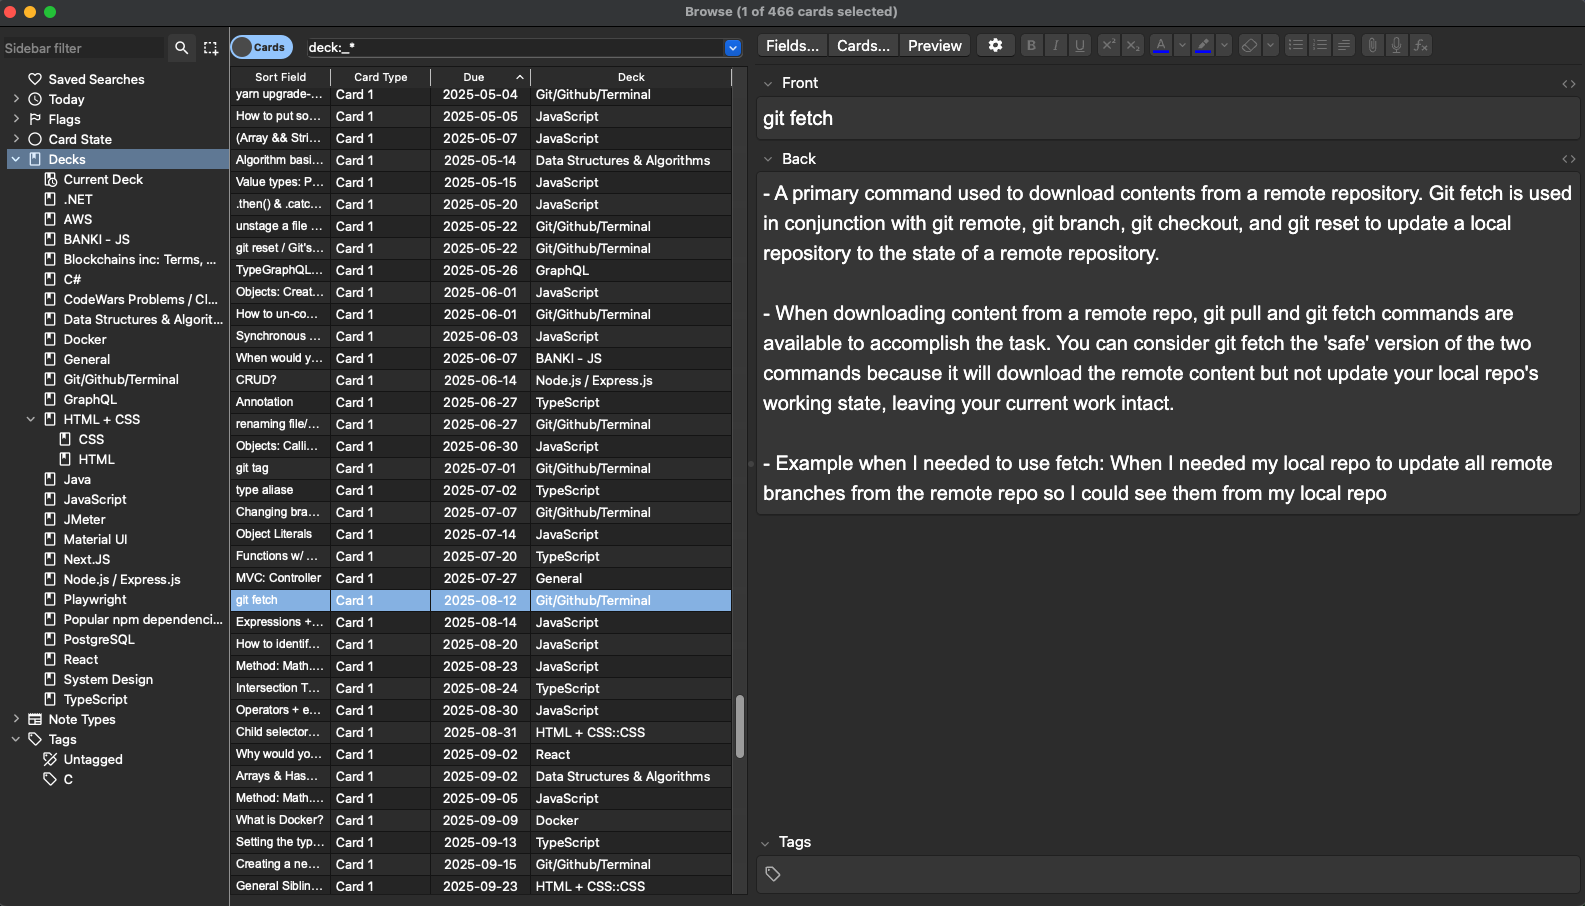 Browse (1 of 466 cards selected)
Sidebar filter
Saved Searches
Today
Flags
Card State
Decks
Current Deck
.NET
AWS
BANKI - JS
Blockchains inc: Terms, ...
C#
CodeWars Problems / Cl...
Data Structures & Algorit...
Docker
General
Git/Github/Terminal
GraphQL
HTML + CSS
CSS
HTML
Java
JavaScript
JMeter
Material UI
Next.JS
Node.js / Express.js
Playwright
Popular npm dependenci...
PostgreSQL
React
System Design
TypeScript
Note Types
Tags
Untagged
C
Cards deck:_*
Sort Field Card Type Due Deck
yarn upgrade-... Card 1 2025-05-04 Git/Github/Terminal
How to put so... Card 1 2025-05-05 JavaScript
(Array && Stri... Card 1 2025-05-07 JavaScript
Algorithm basi... Card 1 2025-05-14 Data Structures & Algorithms
Value types: P... Card 1 2025-05-15 JavaScript
.then() & .catc... Card 1 2025-05-20 JavaScript
unstage a file ... Card 1 2025-05-22 Git/Github/Terminal
git reset / Git's... Card 1 2025-05-22 Git/Github/Terminal
TypeGraphQL... Card 1 2025-05-26 GraphQL
Objects: Creat... Card 1 2025-06-01 JavaScript
How to un-co... Card 1 2025-06-01 Git/Github/Terminal
Synchronous ... Card 1 2025-06-03 JavaScript
When would y... Card 1 2025-06-07 BANKI - JS
CRUD? Card 1 2025-06-14 Node.js / Express.js
Annotation Card 1 2025-06-27 TypeScript
renaming file/... Card 1 2025-06-27 Git/Github/Terminal
Objects: Calli... Card 1 2025-06-30 JavaScript
git tag Card 1 2025-07-01 Git/Github/Terminal
type aliase Card 1 2025-07-02 TypeScript
Changing bra... Card 1 2025-07-07 Git/Github/Terminal
Object Literals Card 1 2025-07-14 JavaScript
Functions w/ ... Card 1 2025-07-20 TypeScript
MVC: Controller Card 1 2025-07-27 General
git fetch Card 1 2025-08-12 Git/Github/Terminal
Expressions +... Card 1 2025-08-14 JavaScript
How to identif... Card 1 2025-08-20 JavaScript
Method: Math.... Card 1 2025-08-23 JavaScript
Intersection T... Card 1 2025-08-24 TypeScript
Operators + e... Card 1 2025-08-30 JavaScript
Child selector... Card 1 2025-08-31 HTML + CSS::CSS
Why would yo... Card 1 2025-09-02 React
Arrays & Has... Card 1 2025-09-02 Data Structures & Algorithms
Method: Math.... Card 1 2025-09-05 JavaScript
What is Docker? Card 1 2025-09-09 Docker
Setting the typ... Card 1 2025-09-13 TypeScript
Creating a ne... Card 1 2025-09-15 Git/Github/Terminal
General Siblin... Card 1 2025-09-23 HTML + CSS::CSS
Fields... Cards... Preview B I U x² x₂ A fx
Front
git fetch
Back
- A primary command used to download contents from a remote repository. Git fetch is used
in conjunction with git remote, git branch, git checkout, and git reset to update a local
repository to the state of a remote repository.
- When downloading content from a remote repo, git pull and git fetch commands are
available to accomplish the task. You can consider git fetch the 'safe' version of the two
commands because it will download the remote content but not update your local repo's
working state, leaving your current work intact.
- Example when I needed to use fetch: When I needed my local repo to update all remote
branches from the remote repo so I could see them from my local repo
Tags